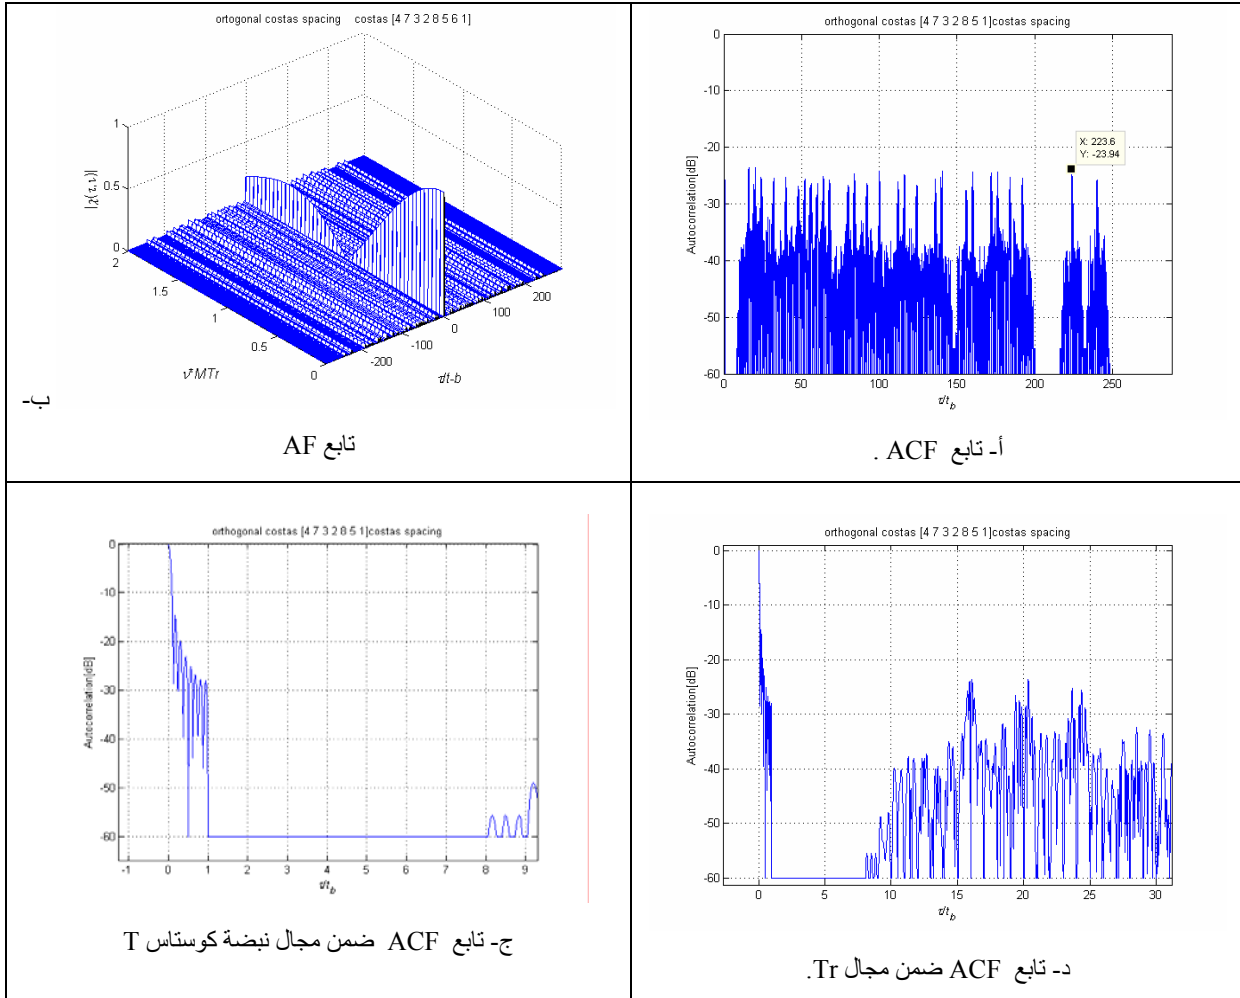 ortogonal costas spacing costas [4 7 3 2 8 5 6 1]
1
0.5
0
|χ(τ,ν)|
2
1.5
1
0.5
0
ν*MTr
-200
-100
0
100
200
τ/t-b
ب-
تابع AF
orthogonal costas [4 7 3 2 8 5 1]costas spacing
0
-10
-20
-30
-40
-50
-60
Autocorrelation[dB]
X: 223.6
Y: -23.94
0 50 100 150 200 250
τ/t_b
أ- تابع ACF .
orthogonal costas [4 7 3 2 8 5 1]costas spacing
0
-10
-20
-30
-40
-50
-60
Autocorrelation[dB]
-1 0 1 2 3 4 5 6 7 8 9
τ/t_b
ج- تابع ACF ضمن مجال نبضة كوستاس T
orthogonal costas [4 7 3 2 8 5 1]costas spacing
0
-10
-20
-30
-40
-50
-60
Autocorrelation[dB]
0 5 10 15 20 25 30
τ/t_b
د- تابع ACF ضمن مجال Tr.